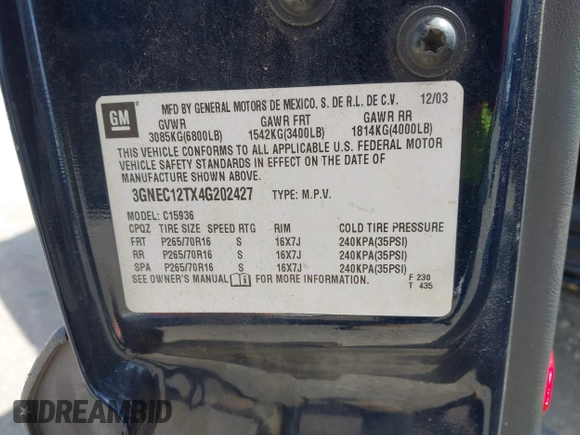 GM
MFD BY GENERAL MOTORS DE MEXICO, S. DE R.L. DE C.V. 12/03
GVWR GAWR FRT GAWR RR
3085KG(6800LB) 1542KG(3400LB) 1814KG(4000LB)
THIS VEHICLE CONFORMS TO ALL APPLICABLE U.S. FEDERAL MOTOR
VEHICLE SAFETY STANDARDS IN EFFECT ON THE DATE OF
MANUFACTURE SHOWN ABOVE.
3GNEC12TX4G202427 TYPE: M.P.V.
MODEL: C15936
CPQZ TIRE SIZE SPEED RTG RIM COLD TIRE PRESSURE
FRT P265/70R16 S 16X7J 240KPA(35PSI)
RR P265/70R16 S 16X7J 240KPA(35PSI)
SPA P265/70R16 S 16X7J 240KPA(35PSI)
SEE OWNER'S MANUAL FOR MORE INFORMATION. F 230
T 435
DREAMBID